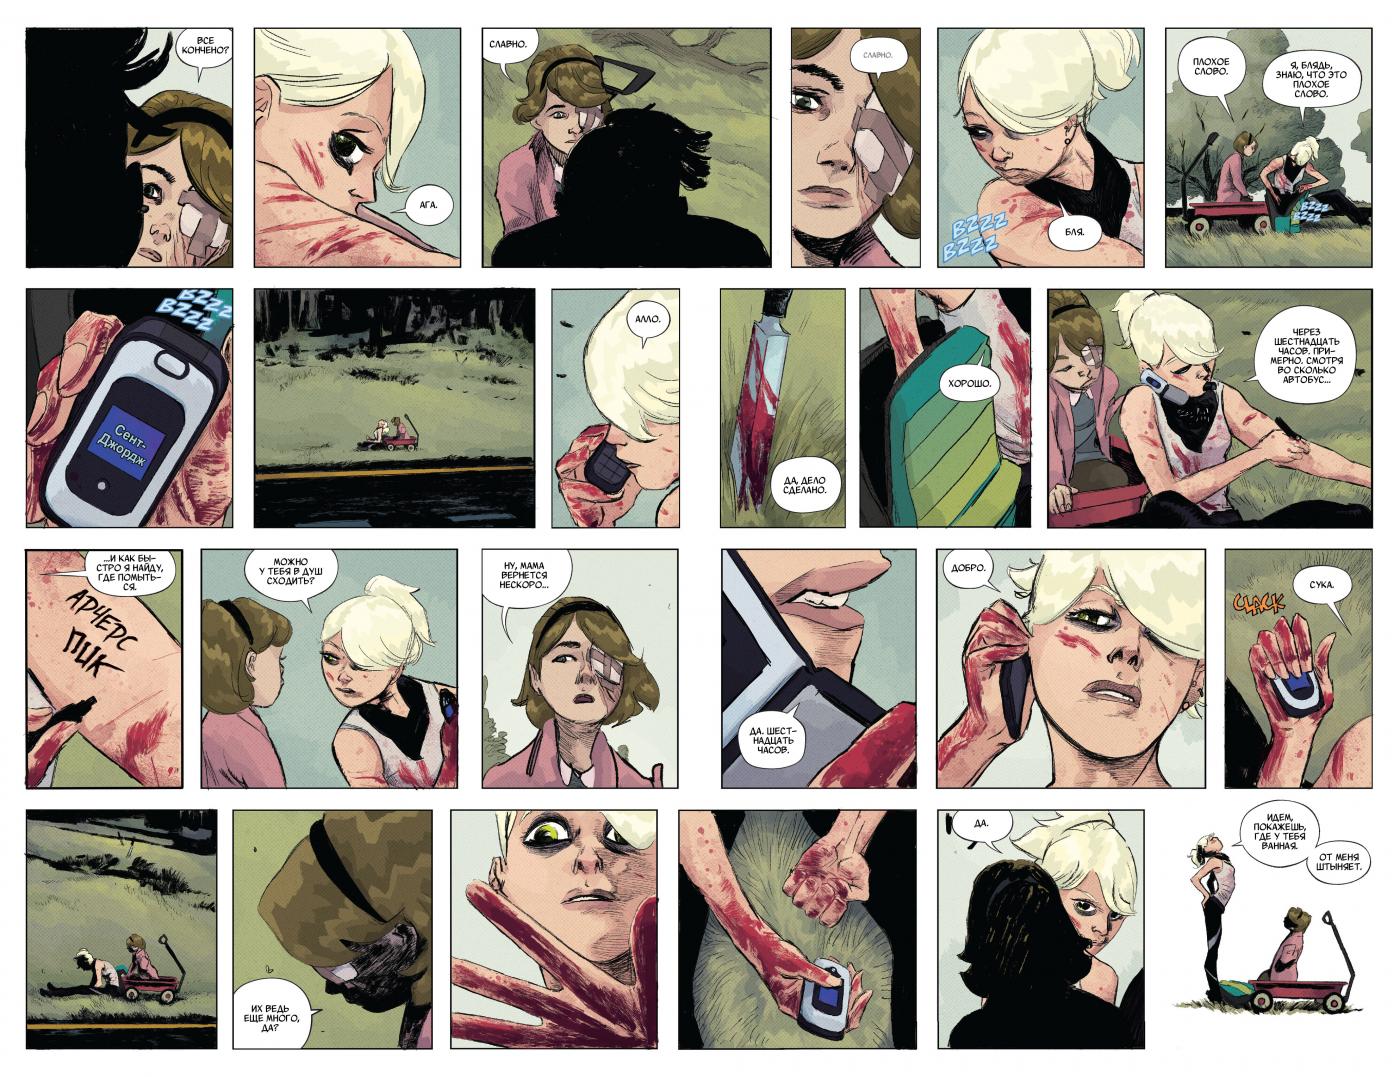 ВСЕ
КОНЧЕНО?
АГА.
СЛАВНО.
СЛАВНО.
BZZZ
BZZZ
БЛЯ.
ПЛОХОЕ
СЛОВО.
Я, БЛЯДЬ,
ЗНАЮ, ЧТО ЭТО
ПЛОХОЕ
СЛОВО.
BZZZ
BZZZ
BZZZ
BZZZ
Сент-
Джордж
АЛЛО.
ДА, ДЕЛО
СДЕЛАНО.
ХОРОШО.
ЧЕРЕЗ
ШЕСТНАДЦАТЬ
ЧАСОВ. ПРИ-
МЕРНО. СМОТРЯ
ВО СКОЛЬКО
АВТОБУС...
...И КАК БЫ-
СТРО Я НАЙДУ,
ГДЕ ПОМЫТЬ-
СЯ.
АРЧЕРС
ПИК
МОЖНО
У ТЕБЯ В ДУШ
СХОДИТЬ?
НУ, МАМА
ВЕРНЕТСЯ
НЕСКОРО...
ДА. ШЕСТ-
НАДЦАТЬ
ЧАСОВ.
ДОБРО.
CLACK
СУКА.
ИХ ВЕДЬ
ЕЩЕ МНОГО,
ДА?
ДА.
ИДЕМ,
ПОКАЖЕШЬ,
ГДЕ У ТЕБЯ
ВАННАЯ.
ОТ МЕНЯ
ШТЫНЯЕТ.